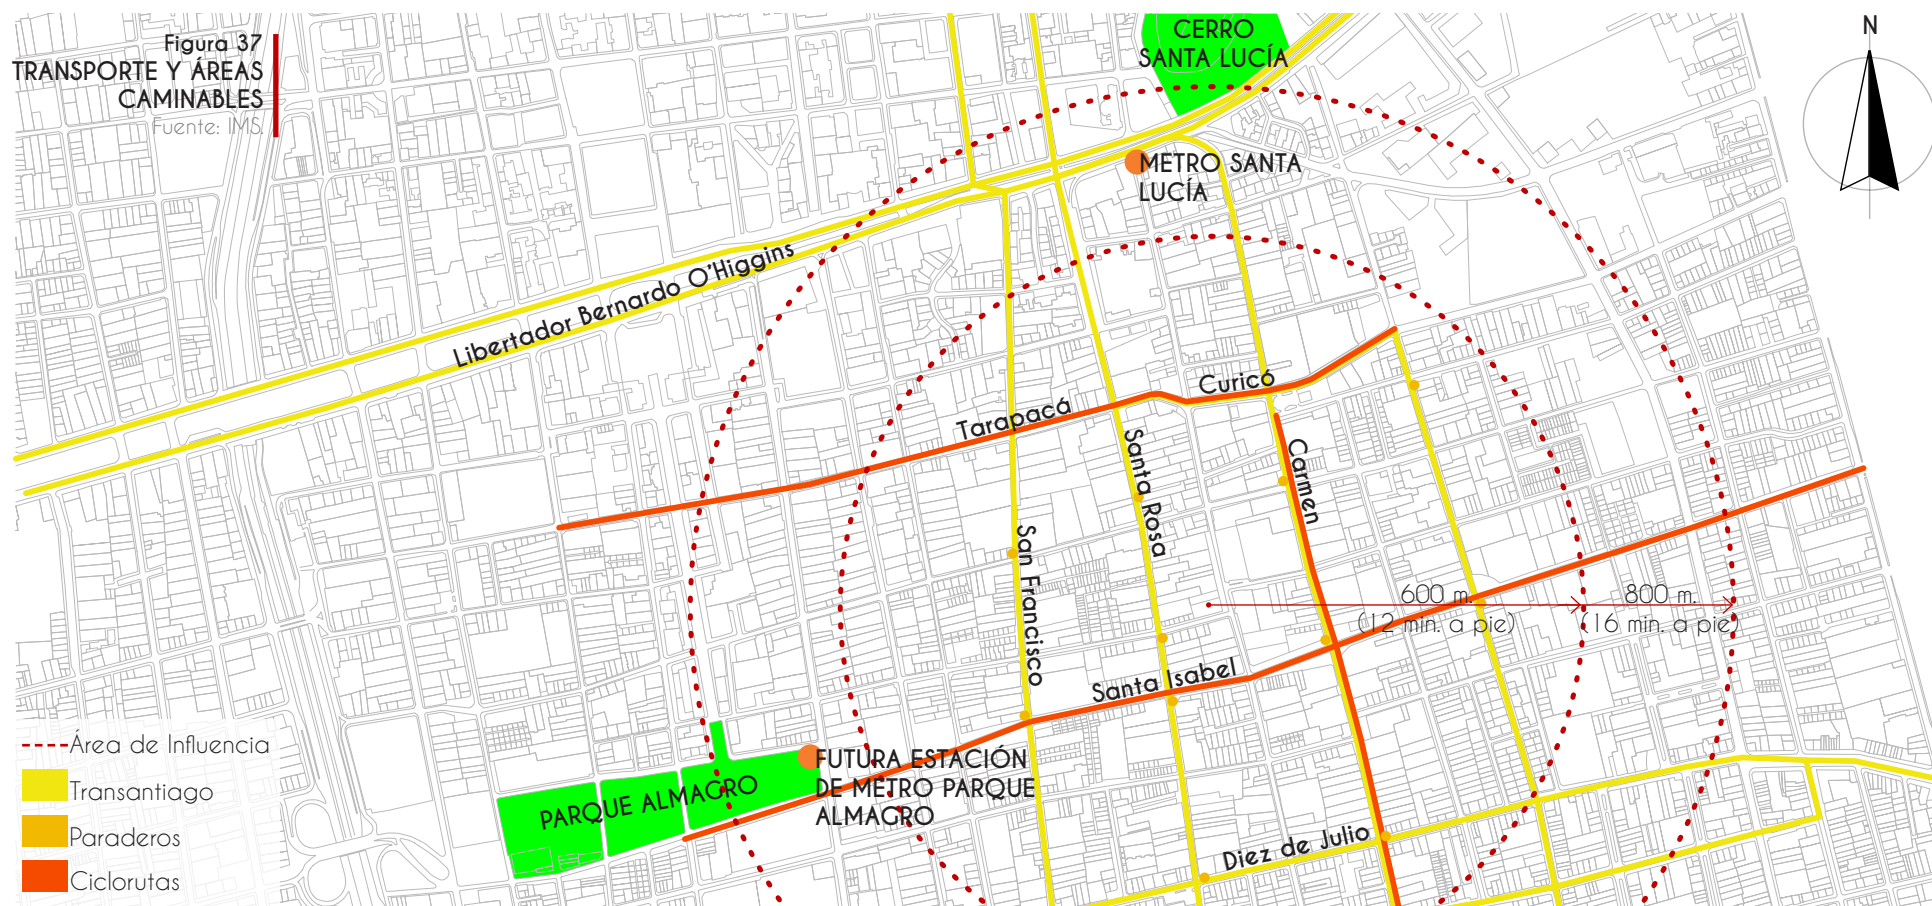 Figura 37
TRANSPORTE Y ÁREAS
CAMINABLES
Fuente: IMS.
CERRO
SANTA LUCÍA
N
METRO SANTA
LUCÍA
Libertador Bernardo O'Higgins
Curicó
Tarapacá
Santa Rosa
Carmen
San Francisco
600 m.
(12 min. a pie)
800 m.
(16 min. a pie)
Santa Isabel
FUTURA ESTACIÓN
DE METRO PARQUE
ALMAGRO
PARQUE ALMAGRO
Diez de Julio
Área de Influencia
Transantiago
Paraderos
Ciclorutas